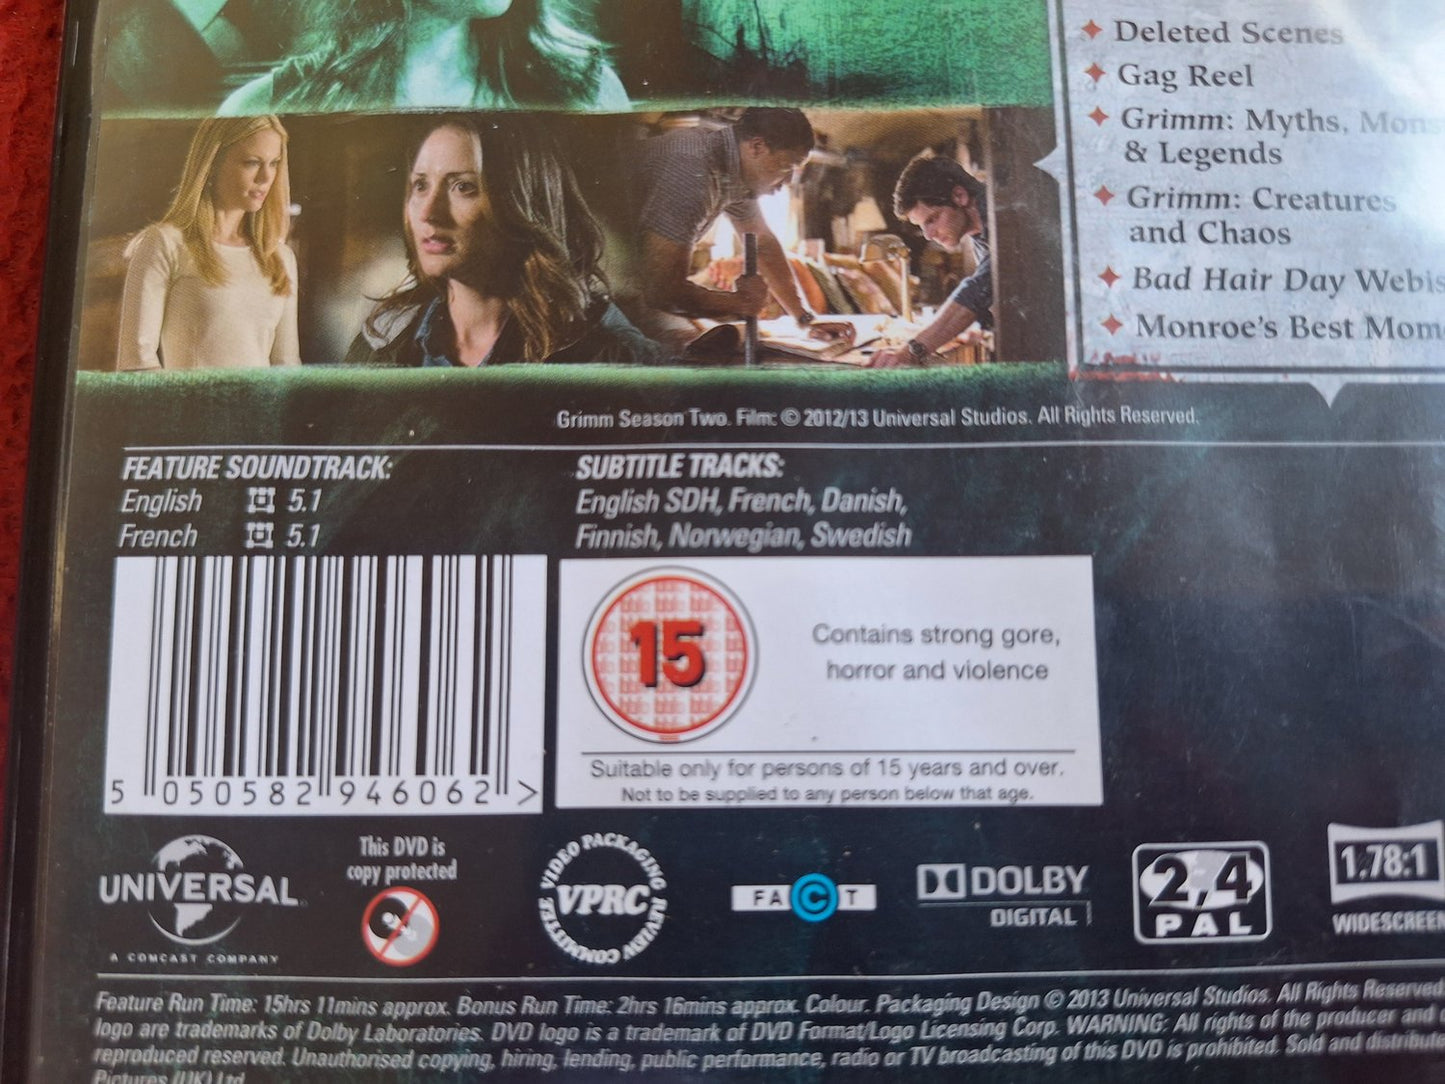 Deleted Scenes
Gag Reel
Grimm: Myths, Mons
& Legends
Grimm: Creatures
and Chaos
Bad Hair Day Webis
Monroe's Best Mom
Grimm Season Two. Film: © 2012/13 Universal Studios. All Rights Reserved.
FEATURE SOUNDTRACK:
English 5.1
French 5.1
SUBTITLE TRACKS:
English SDH, French, Danish,
Finnish, Norwegian, Swedish
5 050582 946062 >
15
Contains strong gore,
horror and violence
Suitable only for persons of 15 years and over.
Not to be supplied to any person below that age.
UNIVERSAL
A COMCAST COMPANY
This DVD is
copy protected
VIDEO PACKAGING REVIEW COMMITTEE
VPRC
FACT
DOLBY
DIGITAL
2,4
PAL
1.78:1
WIDESCREEN
Feature Run Time: 15hrs 11mins approx. Bonus Run Time: 2hrs 16mins approx. Colour. Packaging Design © 2013 Universal Studios. All Rights Reserved
logo are trademarks of Dolby Laboratories. DVD logo is a trademark of DVD Format/Logo Licensing Corp. WARNING: All rights of the producer and
reproduced reserved. Unauthorised copying, hiring, lending, public performance, radio or TV broadcasting of this DVD is prohibited. Sold and distribute
Pictures (UK) Ltd